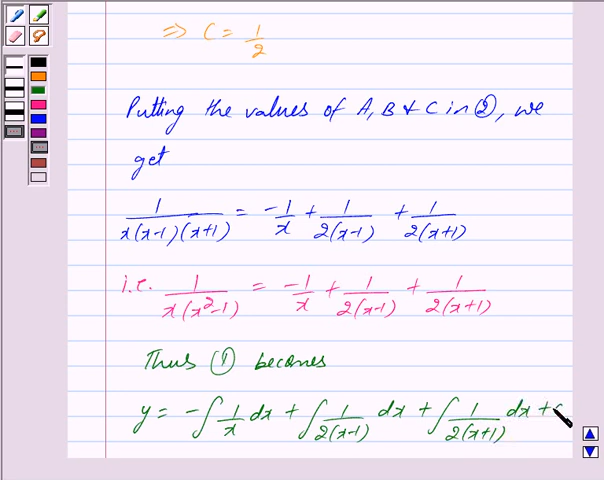 ⇒ C = 1/2
Putting the values of A, B & C in ②, we
get
1/(x(x-1)(x+1)) = -1/x + 1/(2(x-1)) + 1/(2(x+1))
i.e. 1/(x(x²-1)) = -1/x + 1/(2(x-1)) + 1/(2(x+1))
Thus ① becomes
y = -∫ 1/x dx + ∫ 1/(2(x-1)) dx + ∫ 1/(2(x+1)) dx +